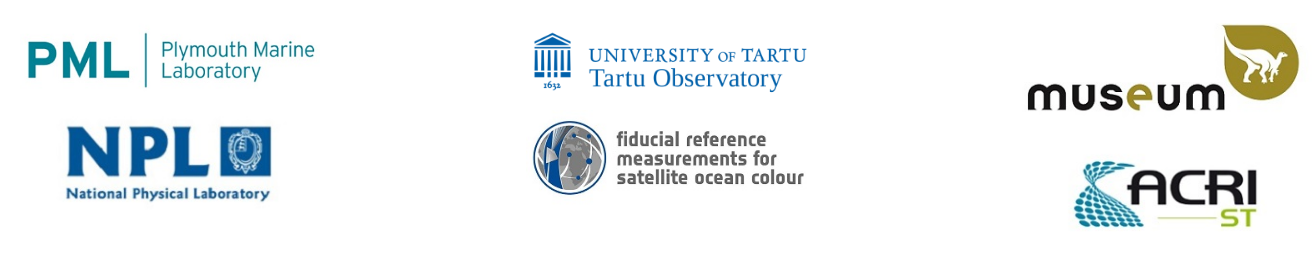 PML
Plymouth Marine
Laboratory
UNIVERSITY OF TARTU
Tartu Observatory
1632
museum
NPL
National Physical Laboratory
fiducial reference
measurements for
satellite ocean colour
ACRI
ST